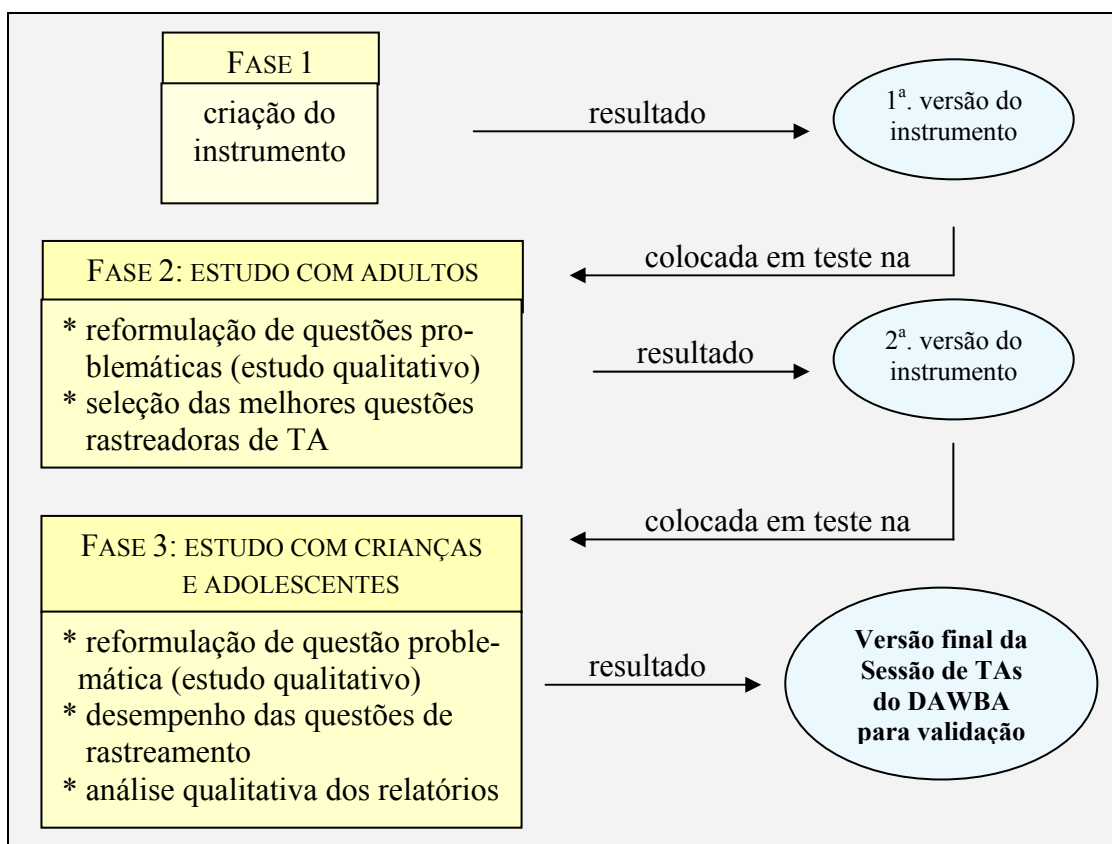 FASE 1
criação do
instrumento
resultado
1ª. versão do
instrumento
colocada em teste na
FASE 2: ESTUDO COM ADULTOS
* reformulação de questões pro-
blemáticas (estudo qualitativo)
* seleção das melhores questões
rastreadoras de TA
resultado
2ª. versão do
instrumento
colocada em teste na
FASE 3: ESTUDO COM CRIANÇAS
E ADOLESCENTES
* reformulação de questão proble-
mática (estudo qualitativo)
* desempenho das questões de
rastreamento
* análise qualitativa dos relatórios
resultado
Versão final da
Sessão de TAs
do DAWBA
para validação